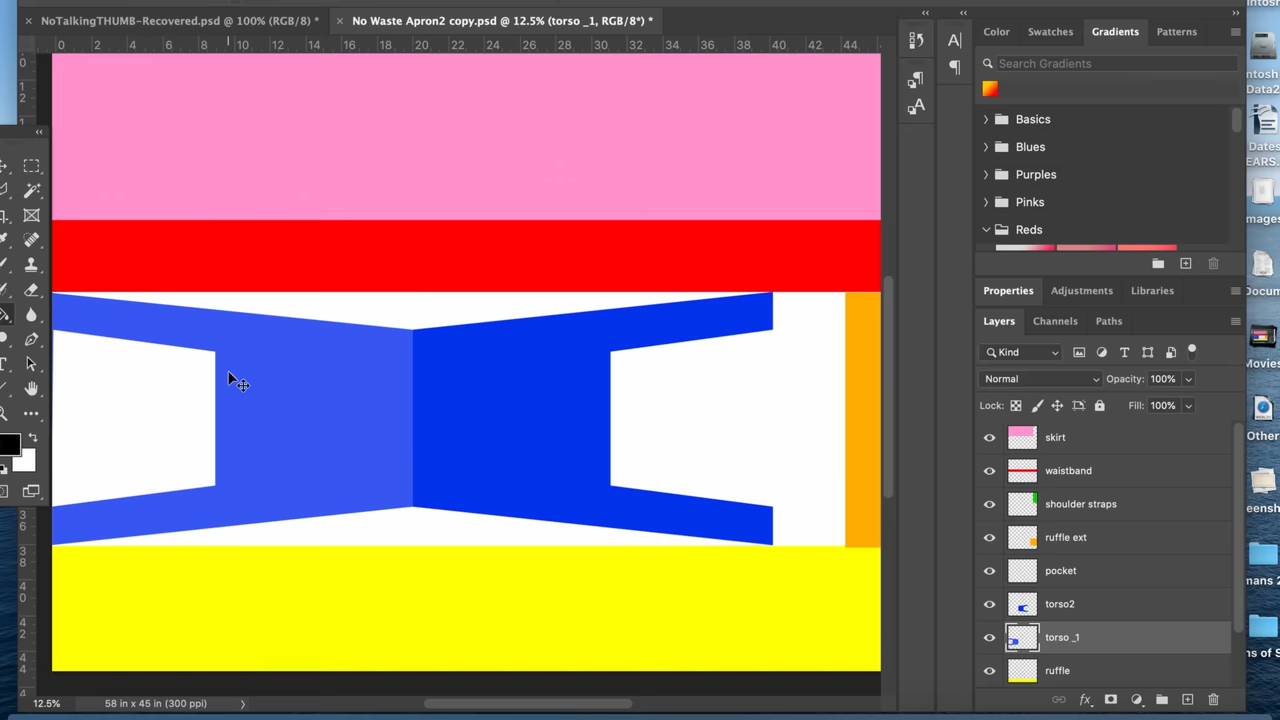 NoTalkingTHUMB-Recovered.psd @ 100% (RGB/8) *
No Waste Apron2 copy.psd @ 12.5% (torso _1, RGB/8*) *
0 2 4 6 8 10 12 14 16 18 20 22 24 26 28 30 32 34 36 38 40 42 44
Color Swatches Gradients Patterns
Search Gradients
Basics
Blues
Purples
Pinks
Reds
Properties Adjustments Libraries
Layers Channels Paths
Kind
Normal Opacity: 100%
Lock: Fill: 100%
skirt
waistband
shoulder straps
ruffle ext
pocket
torso2
torso _1
ruffle
12.5% 58 in x 45 in (300 ppi)
Data2
Dates
EARS.
Images
Docum
Movies
Other
mans 2